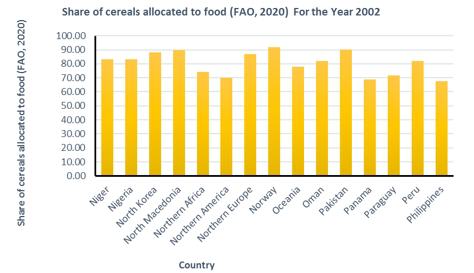 Share of cereals allocated to food (FAO, 2020)  For the Year 2002
Share of cereals allocated to food (FAO, 2020)
100.00
90.00
80.00
70.00
60.00
50.00
40.00
30.00
20.00
10.00
0.00
Niger
Nigeria
North Korea
North Macedonia
Northern Africa
Northern America
Northern Europe
Norway
Oceania
Oman
Pakistan
Panama
Paraguay
Peru
Philippines
Country